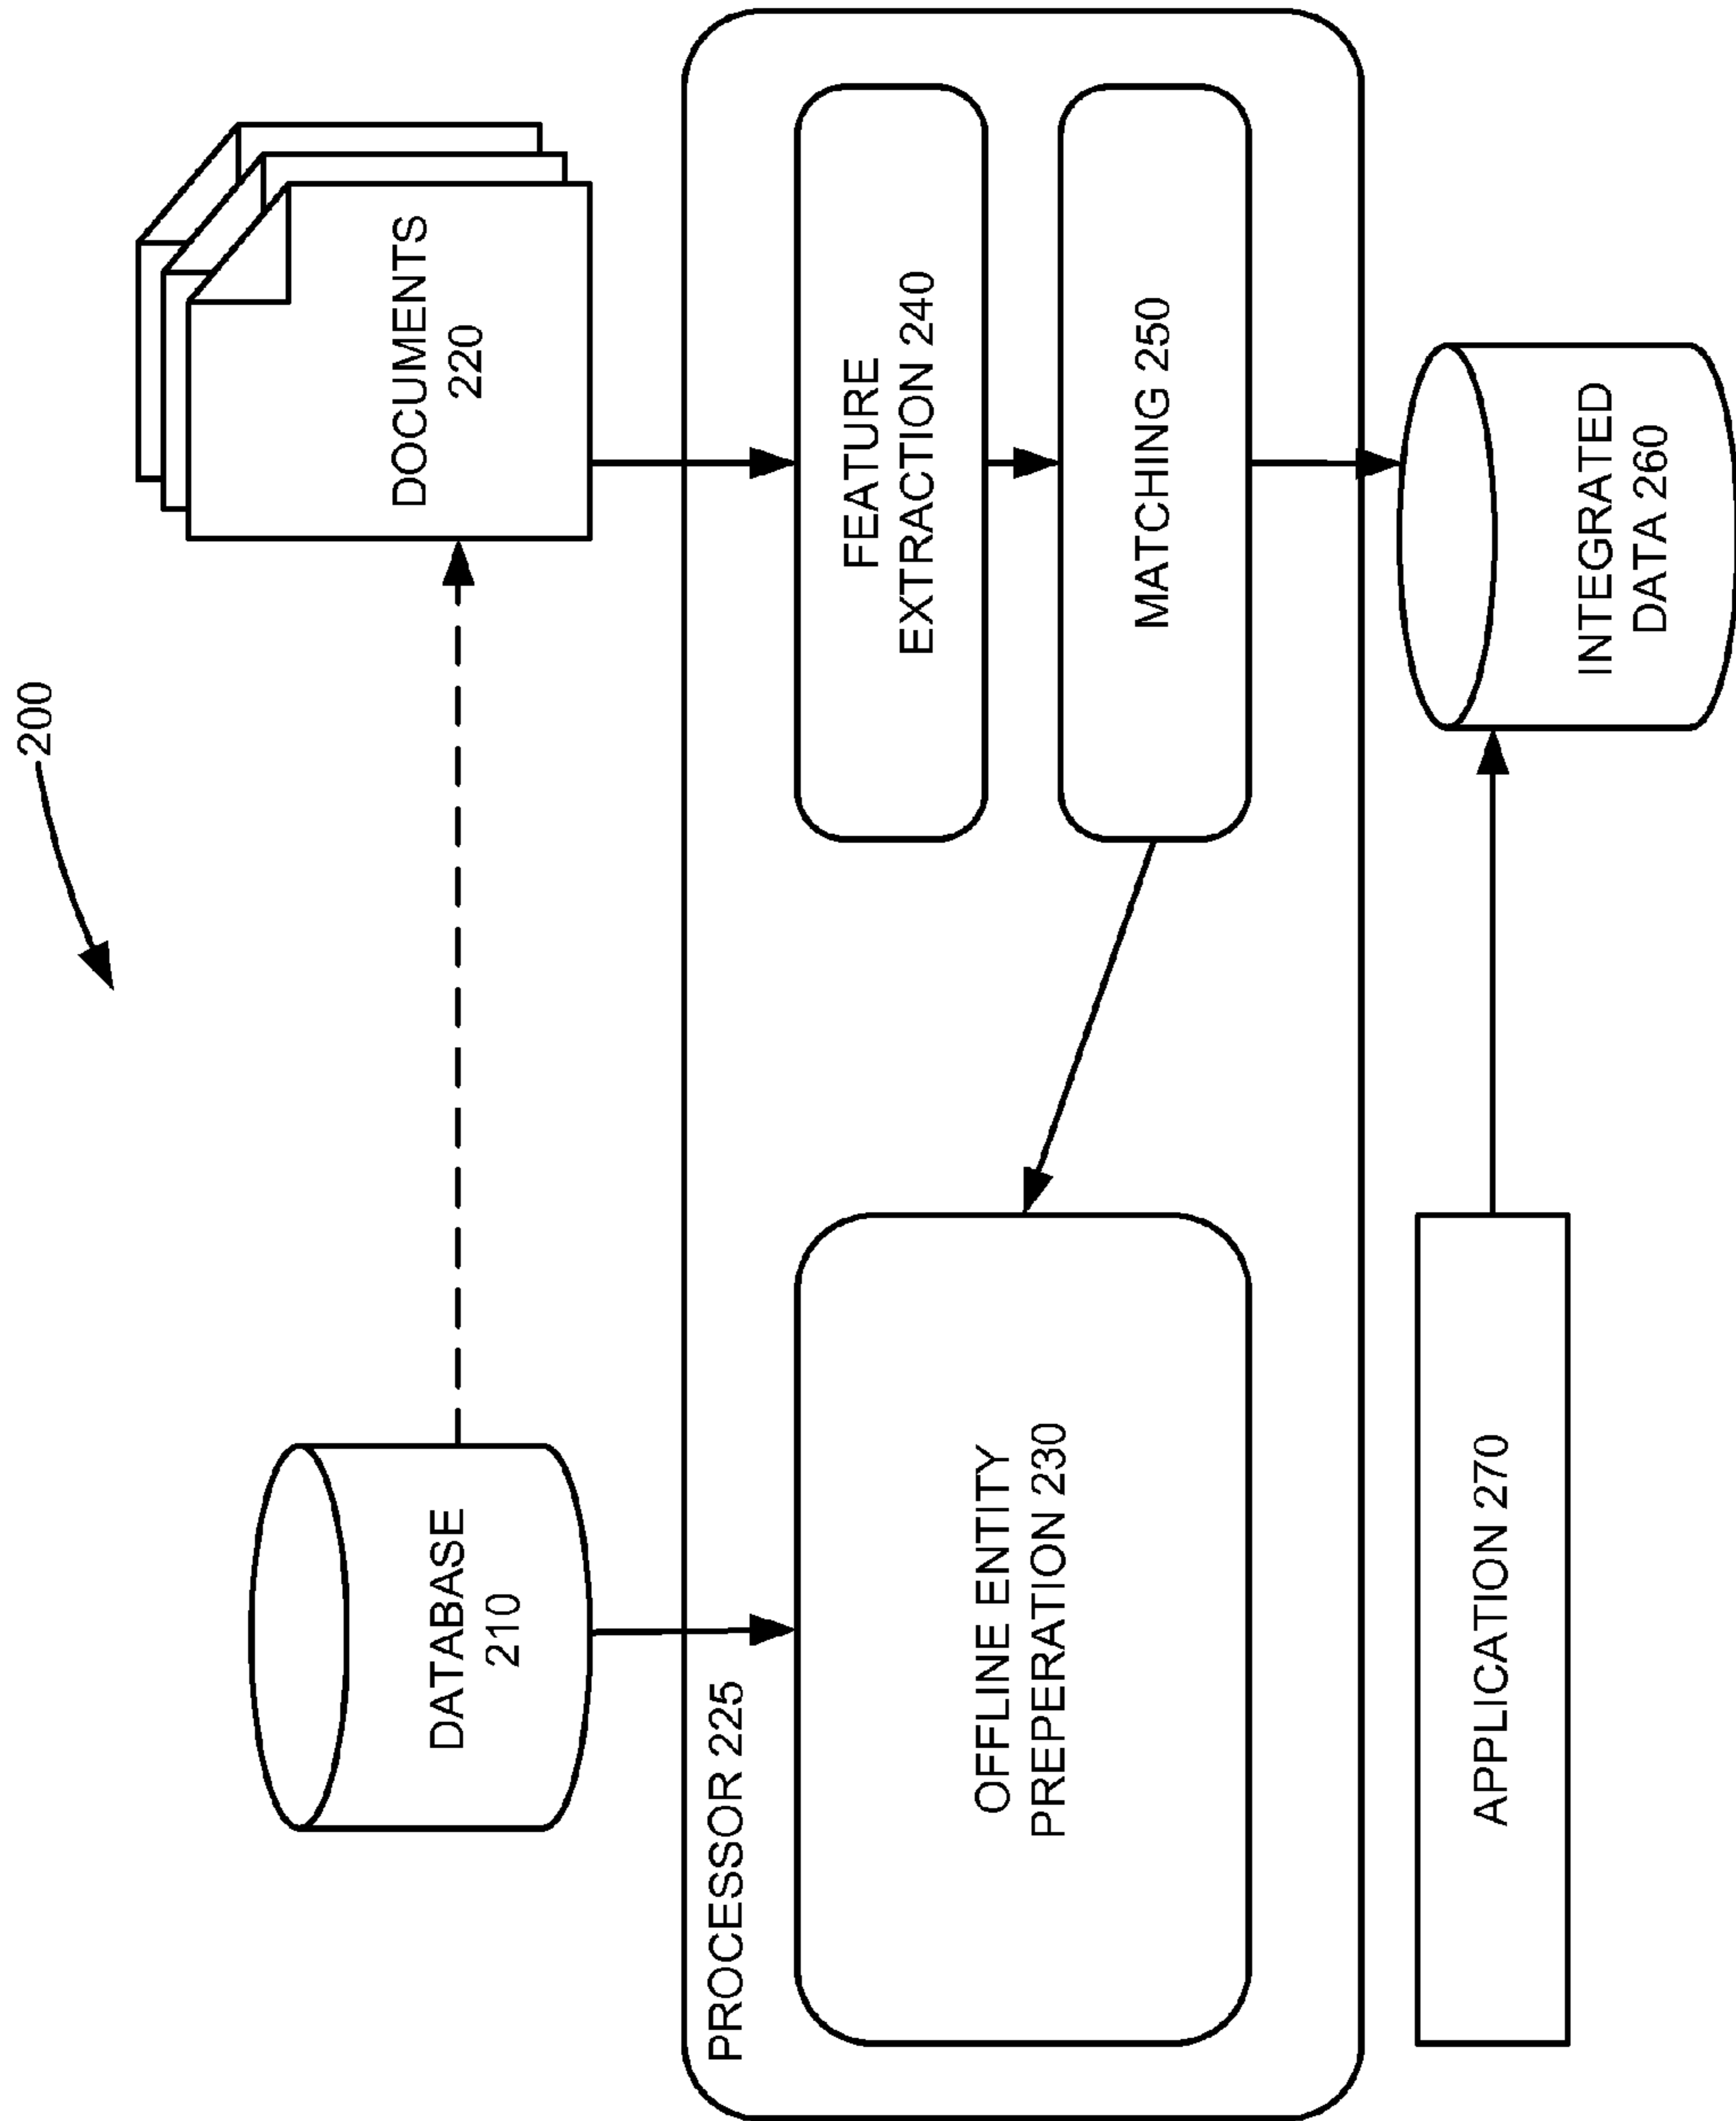 200
DATABASE
210
DOCUMENTS
220
PROCESSOR 225
OFFLINE ENTITY
PREPERATION 230
FEATURE
EXTRACTION 240
MATCHING 250
APPLICATION 270
INTEGRATED
DATA 260